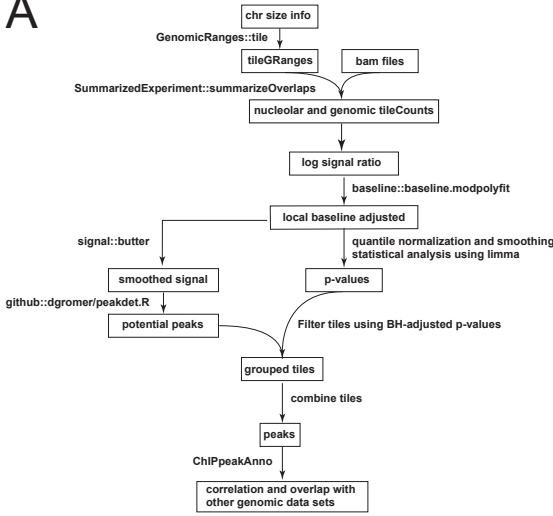 A
chr size info
GenomicRanges::tile
tileGRanges
bam files
SummarizedExperiment::summarizeOverlaps
nucleolar and genomic tileCounts
log signal ratio
baseline::baseline.modpolyfit
local baseline adjusted
signal::butter
quantile normalization and smoothing
statistical analysis using limma
smoothed signal
p-values
github::dgromer/peakdet.R
potential peaks
Filter tiles using BH-adjusted p-values
grouped tiles
combine tiles
peaks
ChIPpeakAnno
correlation and overlap with
other genomic data sets